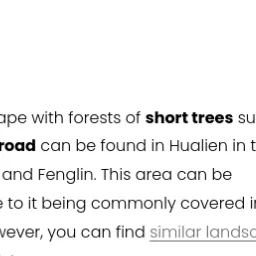 ape with forests of short trees su
road can be found in Hualien in t
and Fenglin. This area can be
e to it being commonly covered i
wever, you can find similar landsc